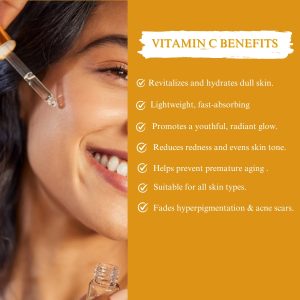 VITAMIN C BENEFITS
Revitalizes and hydrates dull skin.
Lightweight, fast-absorbing
Promotes a youthful, radiant glow.
Reduces redness and evens skin tone.
Helps prevent premature aging .
Suitable for all skin types.
Fades hyperpigmentation & acne scars.